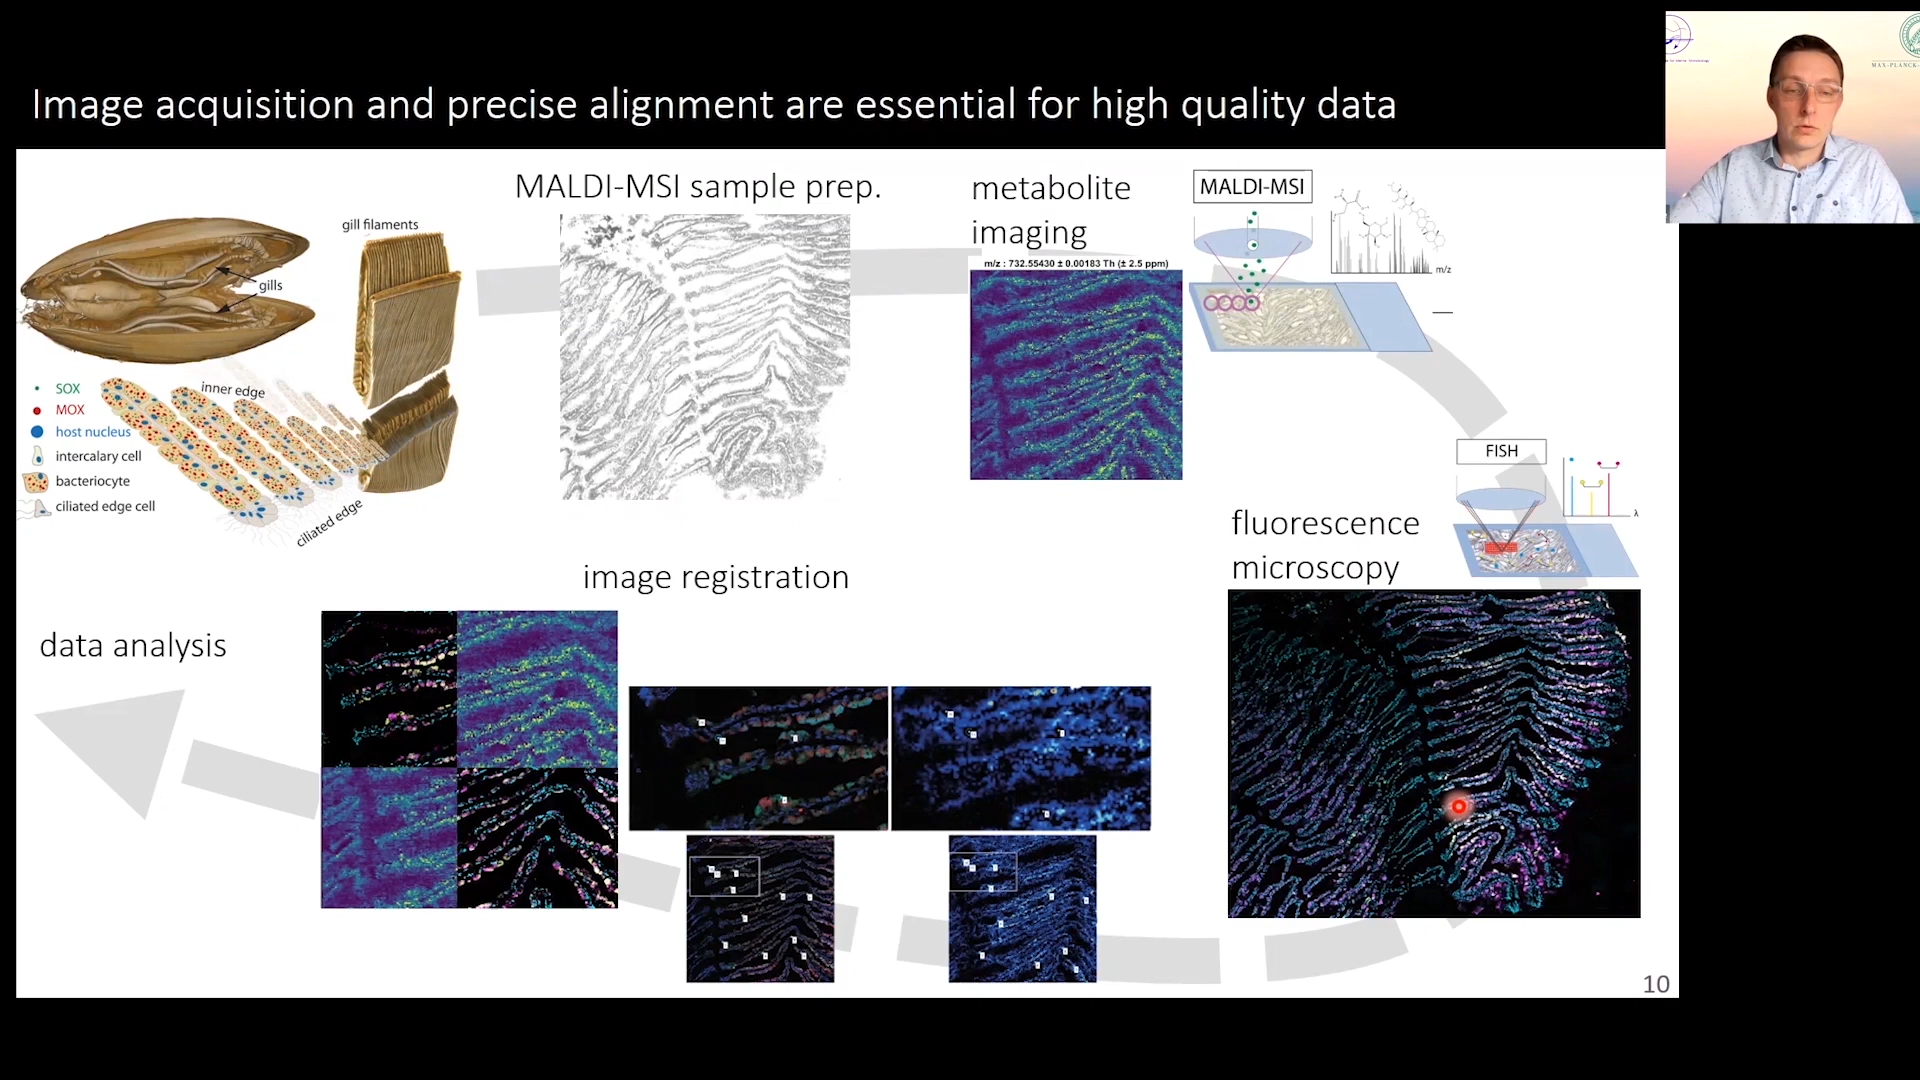 Image acquisition and precise alignment are essential for high quality data
MALDI-MSI sample prep.
metabolite
imaging
MALDI-MSI
m/z
gill filaments
gills
m/z : 732.55430 ± 0.00183 Th (± 2.5 ppm)
inner edge
SOX
MOX
host nucleus
intercalary cell
bacteriocyte
ciliated edge cell
ciliated edge
FISH
λ
fluorescence
microscopy
image registration
data analysis
10
MAX-PLANCK-